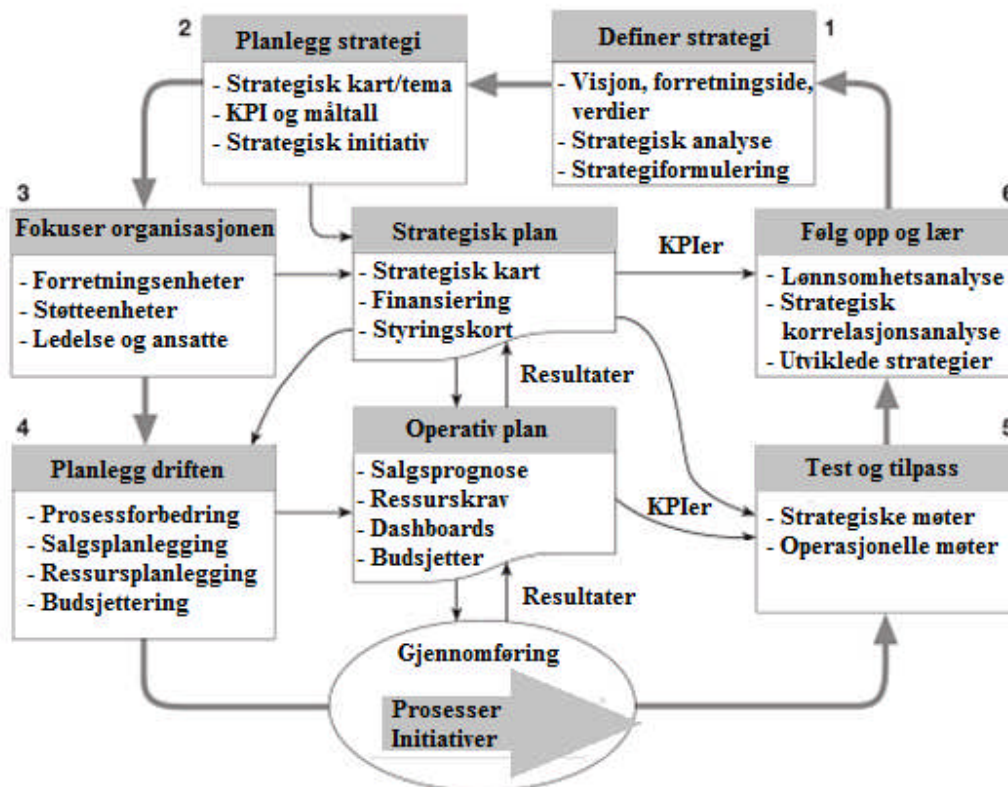 2
Planlegg strategi
- Strategisk kart/tema
- KPI og måltall
- Strategisk initiativ
1
Definer strategi
- Visjon, forretningside,
verdier
- Strategisk analyse
- Strategiformulering
3
Fokuser organisasjonen
- Forretningsenheter
- Støtteenheter
- Ledelse og ansatte
Strategisk plan
- Strategisk kart
- Finansiering
- Styringskort
KPIer
6
Følg opp og lær
- Lønnsomhetsanalyse
- Strategisk
korrelasjonsanalyse
- Utviklede strategier
Resultater
4
Planlegg driften
- Prosessforbedring
- Salgsplanlegging
- Ressursplanlegging
- Budsjettering
Operativ plan
- Salgsprognose
- Ressurskrav
- Dashboards
- Budsjetter
KPIer
5
Test og tilpass
- Strategiske møter
- Operasjonelle møter
Resultater
Gjennomføring
Prosesser
Initiativer